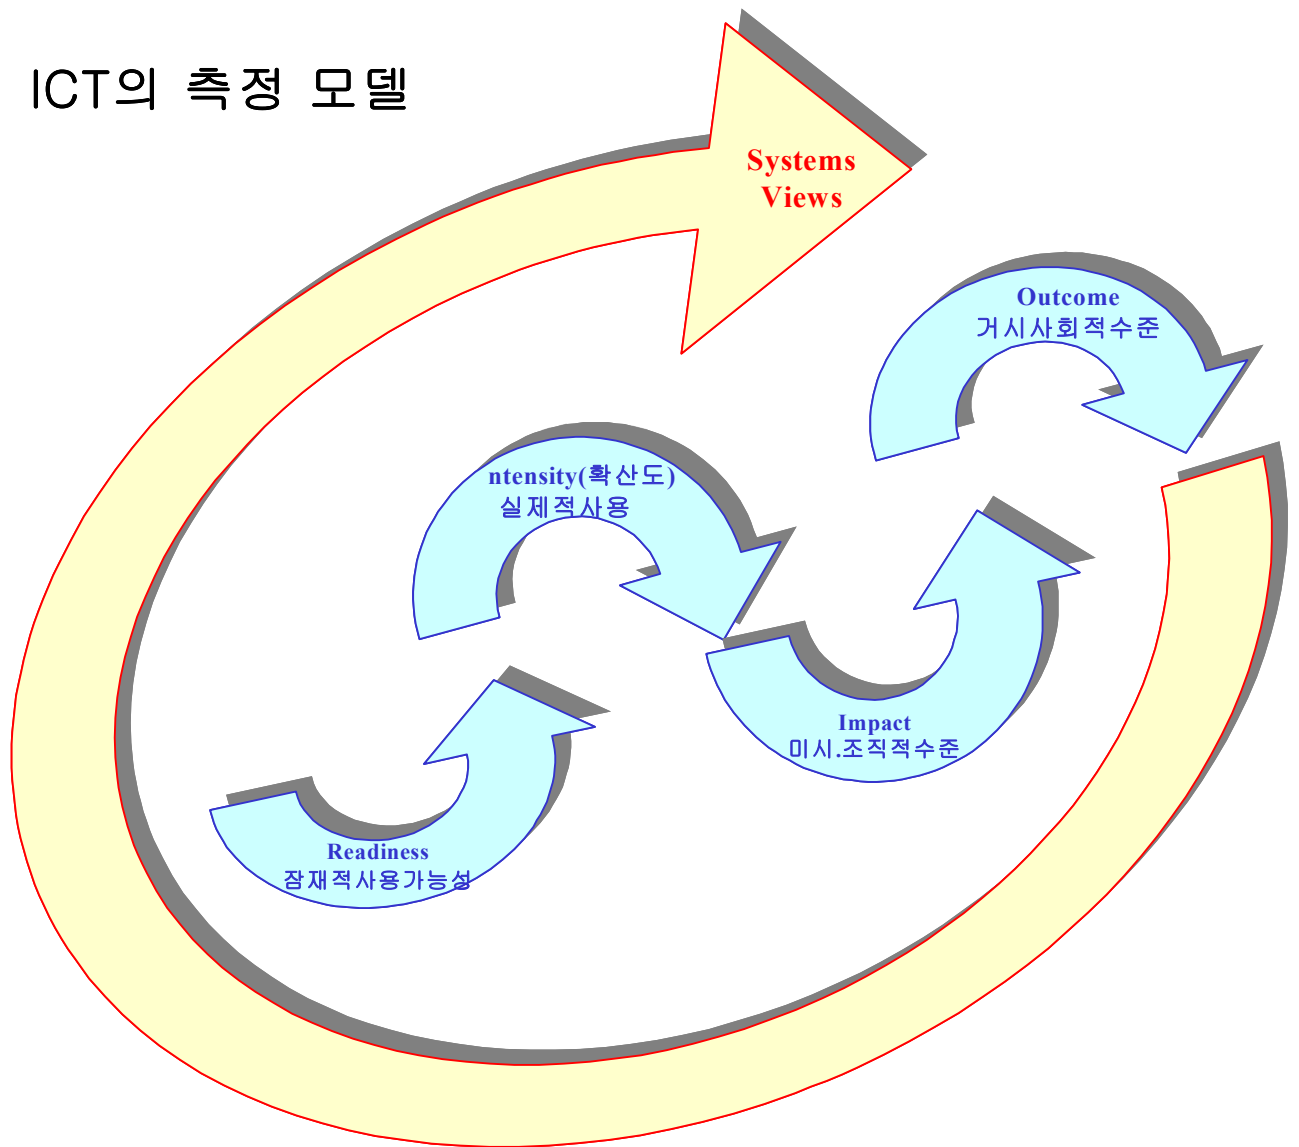 ICT의 측정 모델
Systems
Views
Outcome
거시사회적수준
ntensity(확산도)
실제적사용
Impact
미시.조직적수준
Readiness
잠재적사용가능성